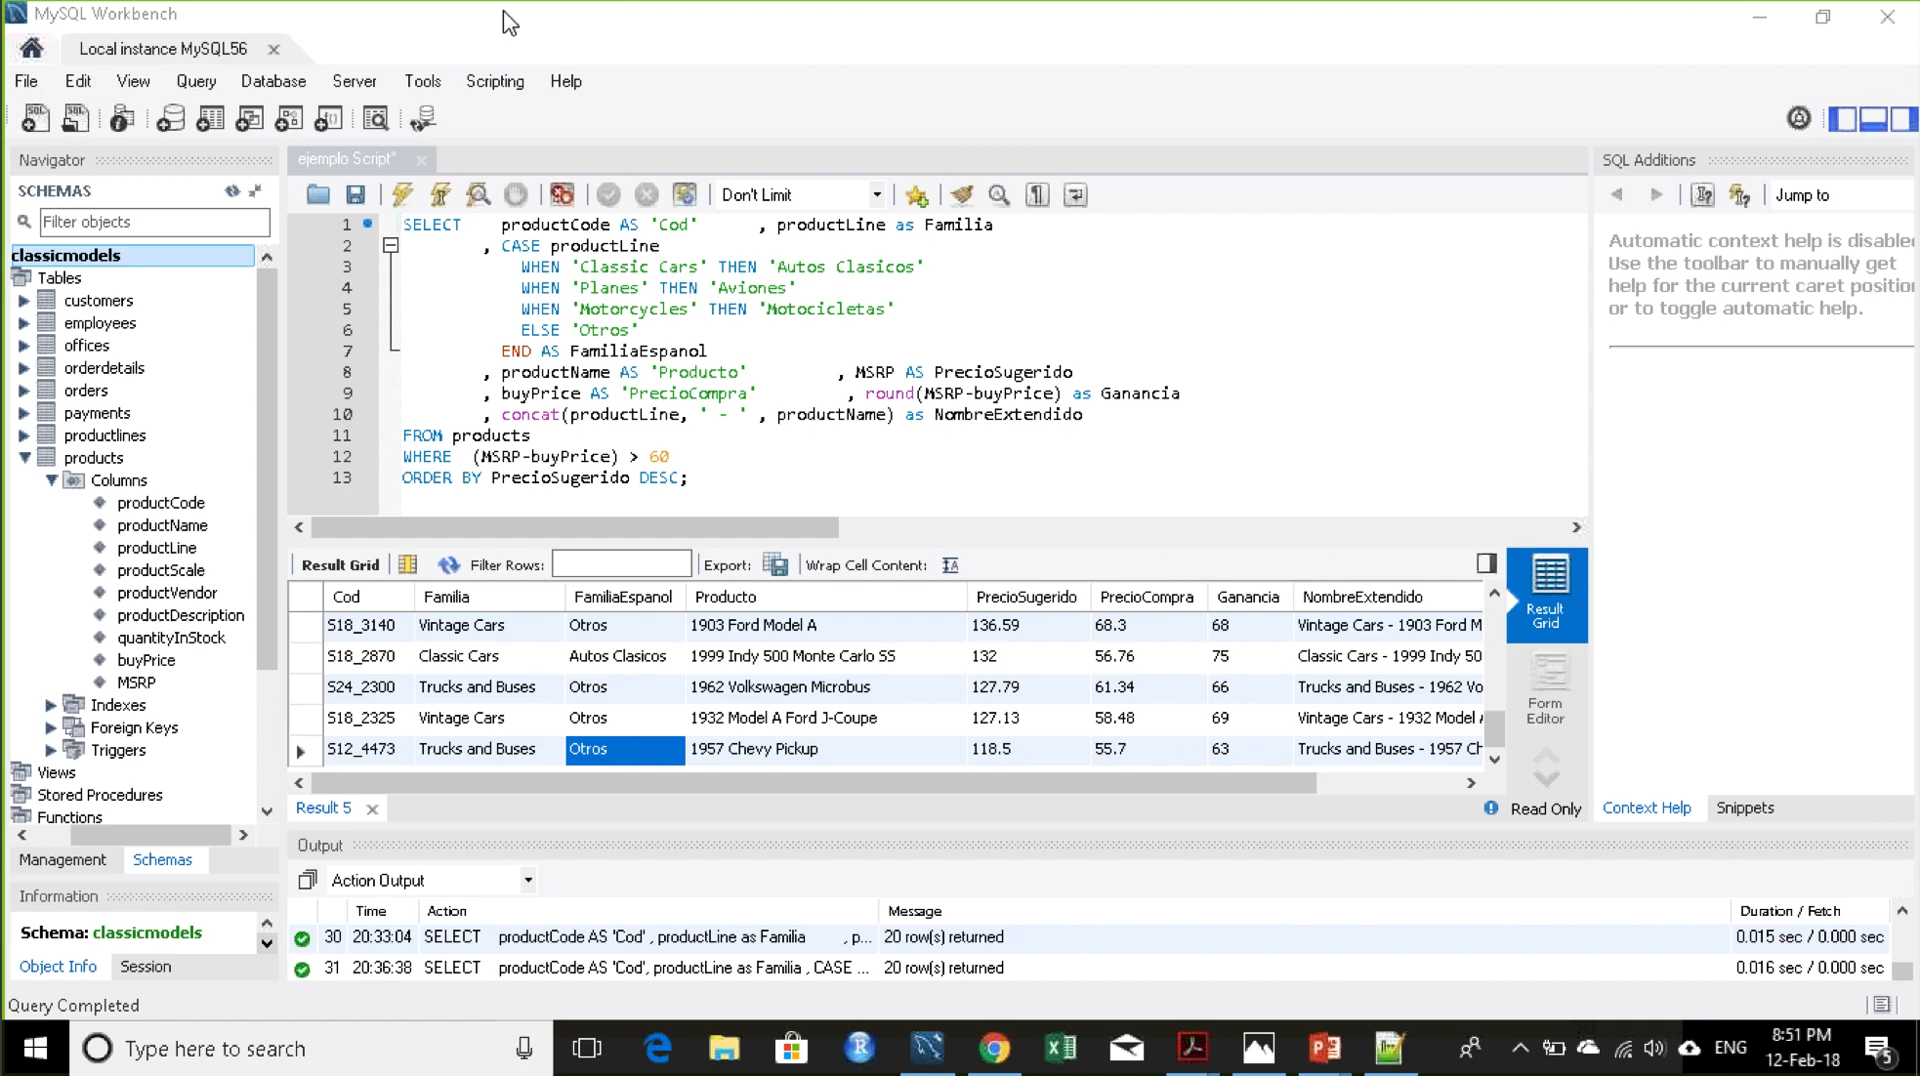 MySQL Workbench
Local instance MySQL56
File Edit View Query Database Server Tools Scripting Help
Navigator
SCHEMAS
Filter objects
classicmodels
Tables
customers
employees
offices
orderdetails
orders
payments
productlines
products
Columns
productCode
productName
productLine
productScale
productVendor
productDescription
quantityInStock
buyPrice
MSRP
Indexes
Foreign Keys
Triggers
Views
Stored Procedures
Functions
Management Schemas
Information
Schema: classicmodels
Object Info Session
Query Completed
ejemplo Script*
Don't Limit
1 SELECT productCode AS 'Cod' , productLine as Familia
2 , CASE productLine
3 WHEN 'Classic Cars' THEN 'Autos Clasicos'
4 WHEN 'Planes' THEN 'Aviones'
5 WHEN 'Motorcycles' THEN 'Motocicletas'
6 ELSE 'Otros'
7 END AS FamiliaEspanol
8 , productName AS 'Producto' , MSRP AS PrecioSugerido
9 , buyPrice AS 'PrecioCompra' , round(MSRP-buyPrice) as Ganancia
10 , concat(productLine, ' - ' , productName) as NombreExtendido
11 FROM products
12 WHERE (MSRP-buyPrice) > 60
13 ORDER BY PrecioSugerido DESC;
Result Grid Filter Rows: Export: Wrap Cell Content:
Cod Familia FamiliaEspanol Producto PrecioSugerido PrecioCompra Ganancia NombreExtendido
S18_3140 Vintage Cars Otros 1903 Ford Model A 136.59 68.3 68 Vintage Cars - 1903 Ford M
S18_2870 Classic Cars Autos Clasicos 1999 Indy 500 Monte Carlo SS 132 56.76 75 Classic Cars - 1999 Indy 50
S24_2300 Trucks and Buses Otros 1962 Volkswagen Microbus 127.79 61.34 66 Trucks and Buses - 1962 Vo
S18_2325 Vintage Cars Otros 1932 Model A Ford J-Coupe 127.13 58.48 69 Vintage Cars - 1932 Model
S12_4473 Trucks and Buses Otros 1957 Chevy Pickup 118.5 55.7 63 Trucks and Buses - 1957 Ch
Result 5
Result
Grid
Form
Editor
Read Only
SQL Additions
Jump to
Automatic context help is disabled
Use the toolbar to manually get
help for the current caret position
or to toggle automatic help.
Context Help Snippets
Output
Action Output
Time Action Message Duration / Fetch
30 20:33:04 SELECT productCode AS 'Cod' , productLine as Familia , p... 20 row(s) returned 0.015 sec / 0.000 sec
31 20:36:38 SELECT productCode AS 'Cod', productLine as Familia , CASE ... 20 row(s) returned 0.016 sec / 0.000 sec
Type here to search
ENG
8:51 PM
12-Feb-18
5